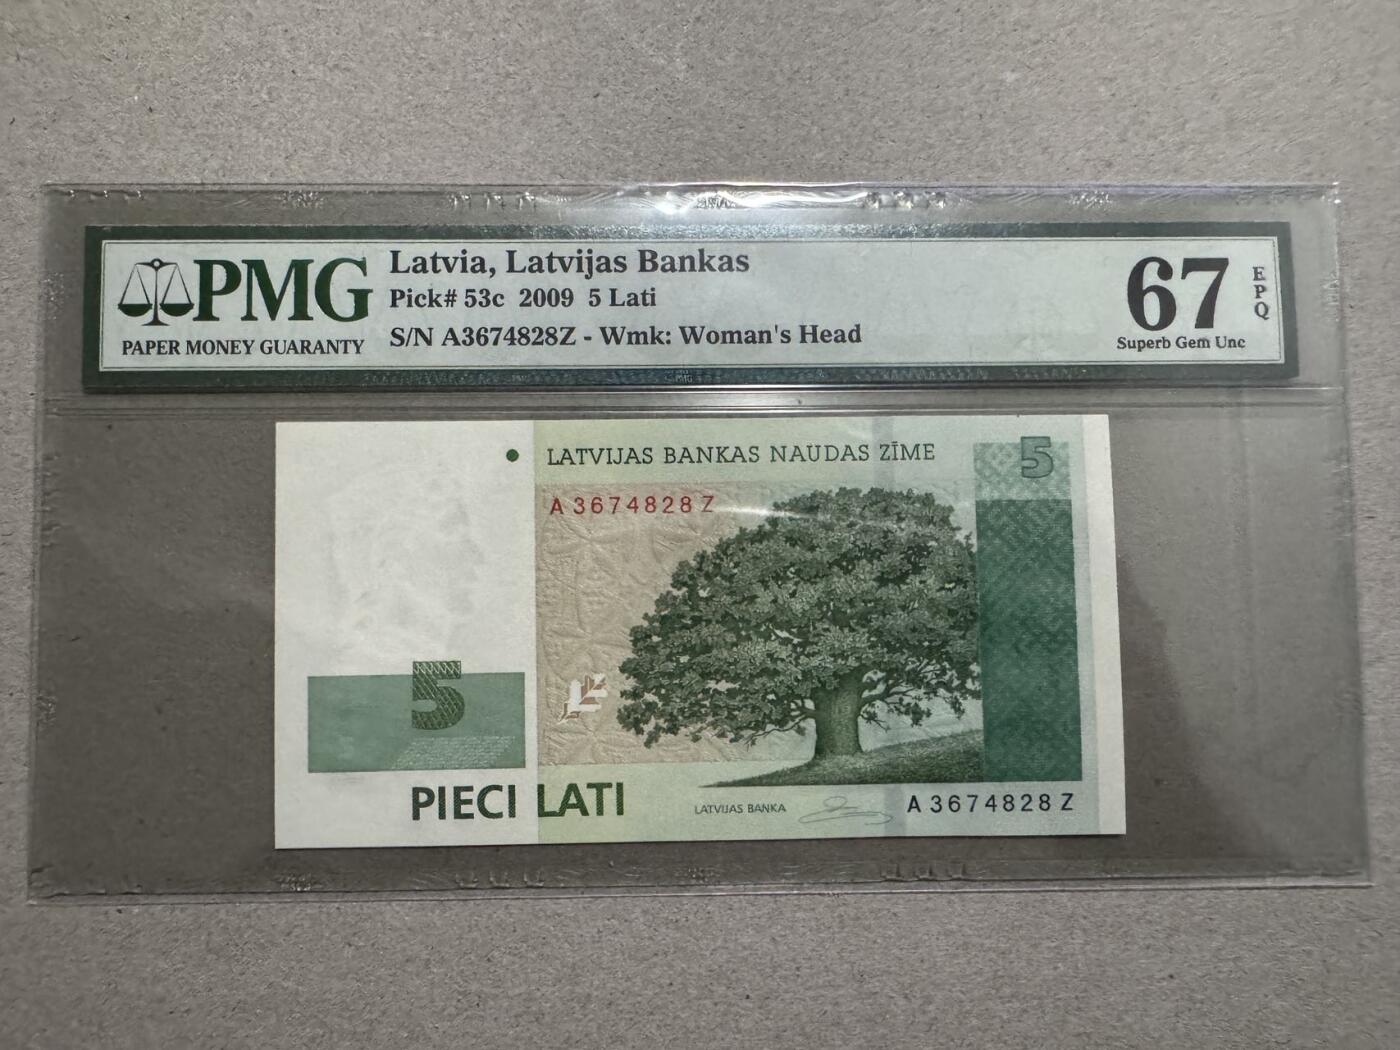 PMG
PAPER MONEY GUARANTY
Latvia, Latvijas Bankas
Pick# 53c 2009 5 Lati
S/N A3674828Z - Wmk: Woman's Head
67
EPQ
Superb Gem Unc
PMG
LATVIJAS BANKAS NAUDAS ZĪME
5
A 3674828 Z
5
PIECI LATI
LATVIJAS BANKA
A 3674828 Z